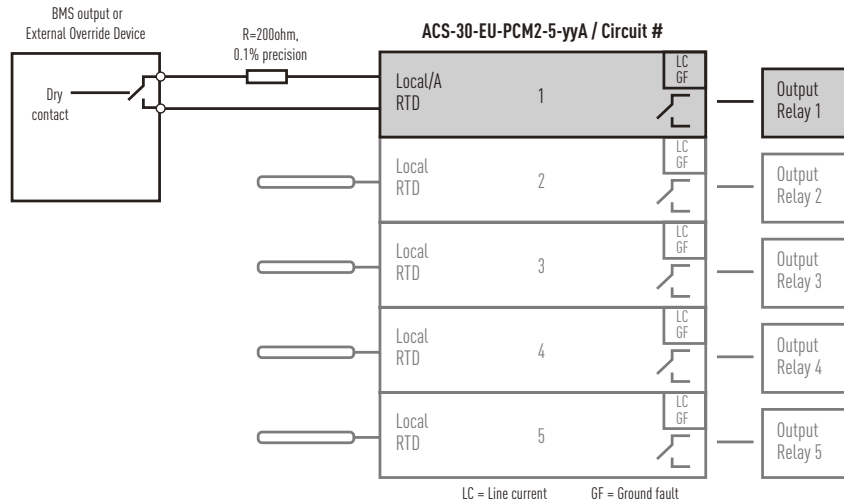 BMS output or
External Override Device
R=200ohm,
0.1% precision
ACS-30-EU-PCM2-5-yyA / Circuit #
Dry
contact
Local/A
RTD
1
LC
GF
Output
Relay 1
Local
RTD
2
LC
GF
Output
Relay 2
Local
RTD
3
LC
GF
Output
Relay 3
Local
RTD
4
LC
GF
Output
Relay 4
Local
RTD
5
LC
GF
Output
Relay 5
LC = Line current GF = Ground fault